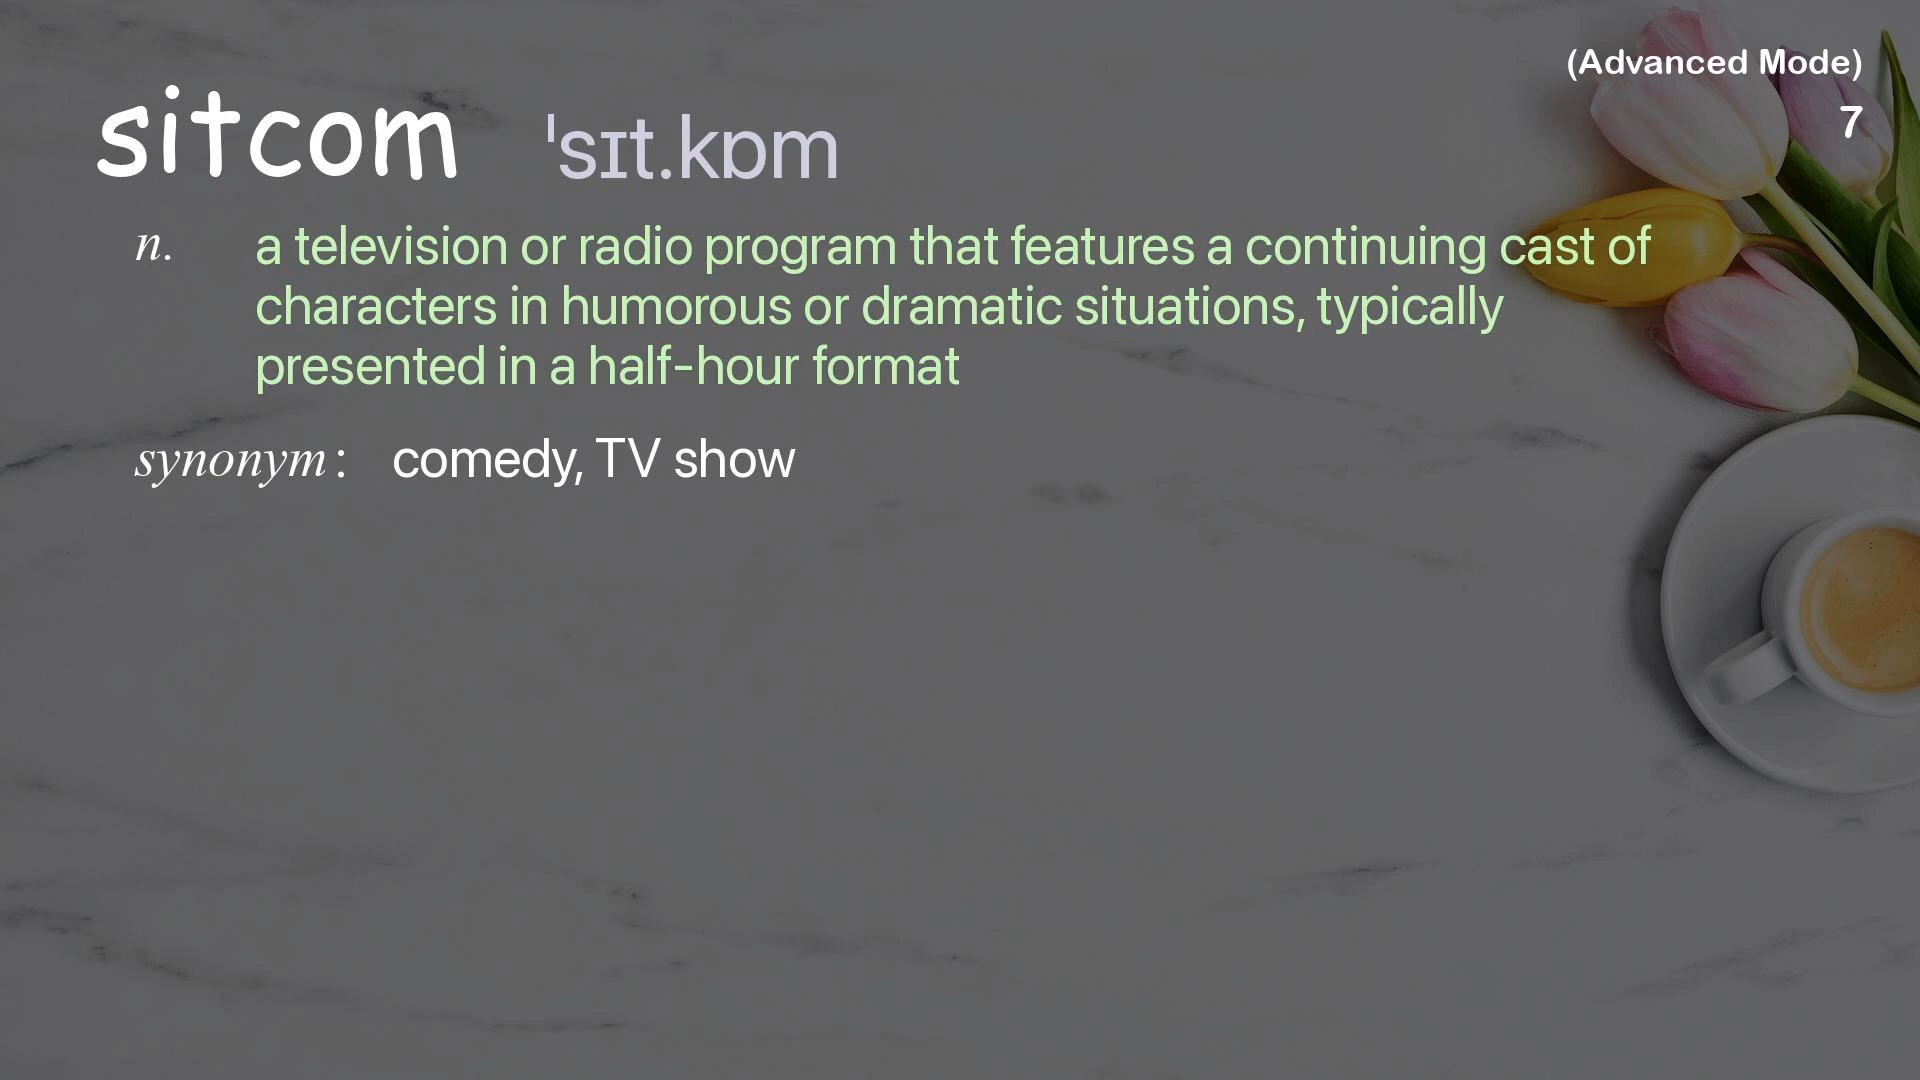 (Advanced Mode)
7
sitcom ˈsɪt.kɒm
n. a television or radio program that features a continuing cast of
characters in humorous or dramatic situations, typically
presented in a half-hour format
synonym: comedy, TV show